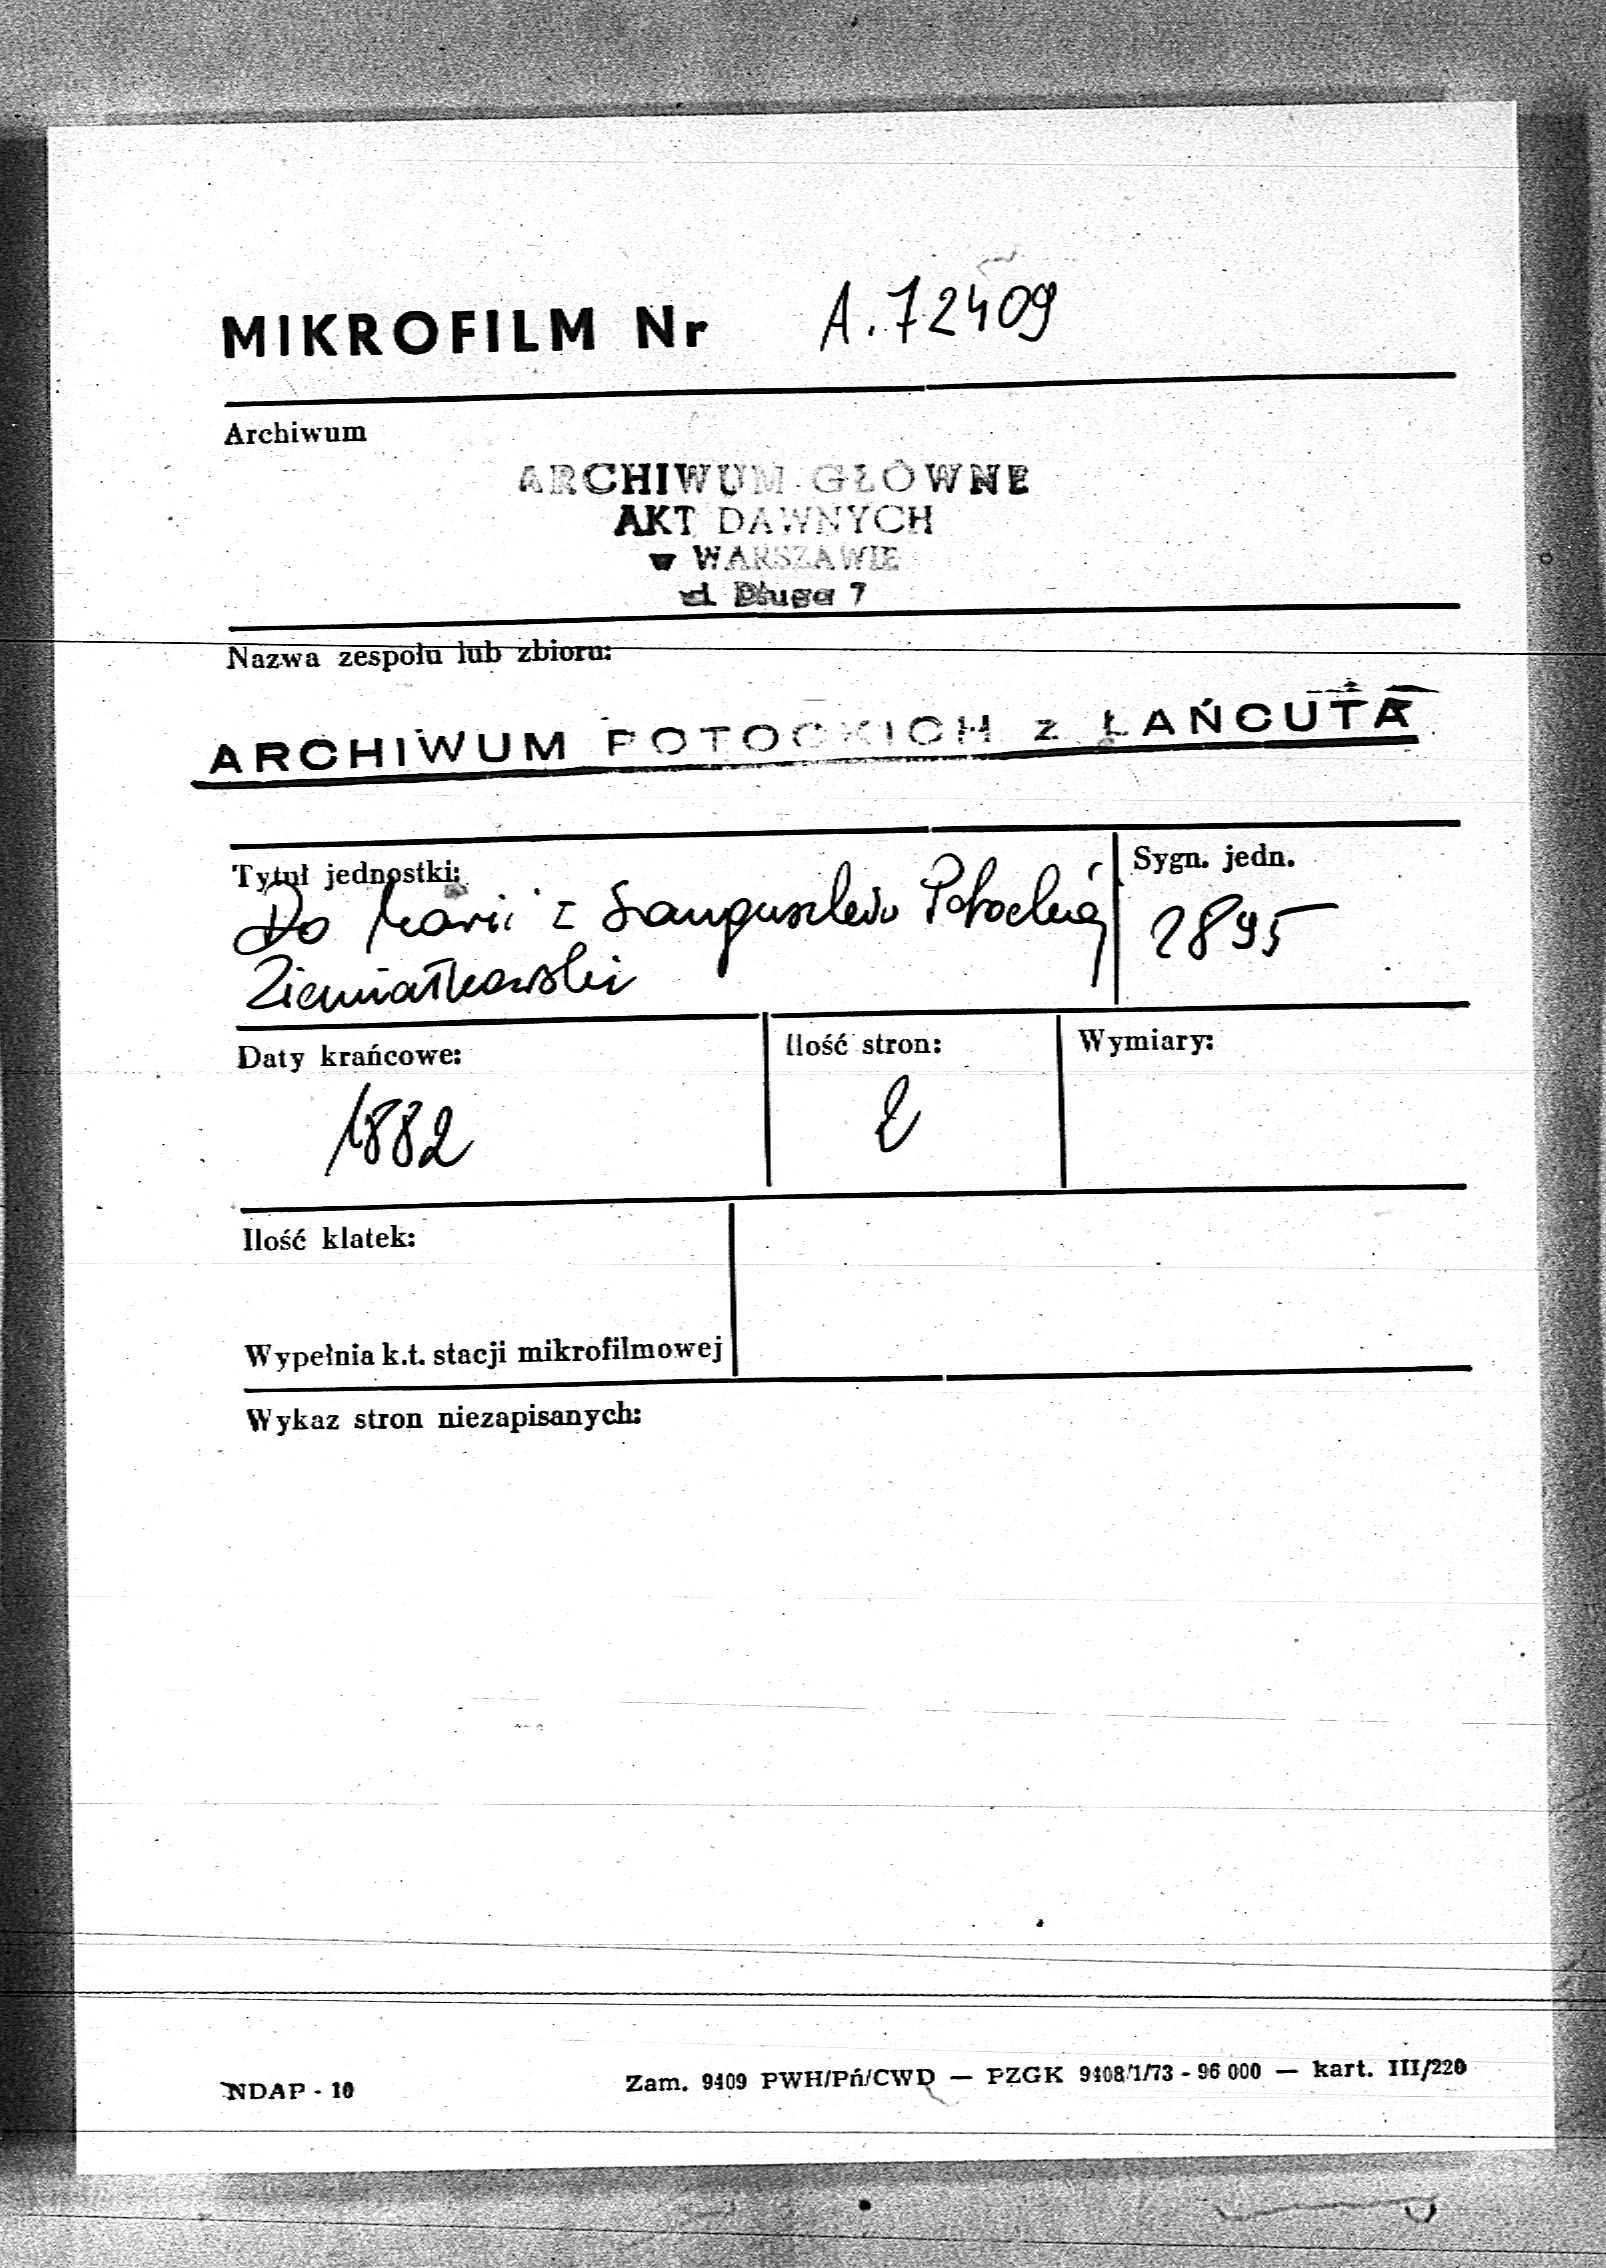 MIKROFILM Nr A.72409
Archiwum
ARCHIWUM GŁÓWNE
AKT DAWNYCH
w WARSZAWIE
ul. Długa 7
Nazwa zespołu lub zbioru:
ARCHIWUM POTOCKICH z ŁAŃCUTA
Tytuł jednostki:
Sygn. jedn.
Do Marii z Sanguszków Potockiej
2895
Ziemiałkowski
Daty krańcowe:
Ilość stron:
Wymiary:
1882
2
Ilość klatek:
Wypełnia k.t. stacji mikrofilmowej
Wykaz stron niezapisanych:
NDAP - 10
Zam. 9409 PWH/Pń/CWD — PZGK 9408/1/73 - 96 000 — kart. III/220